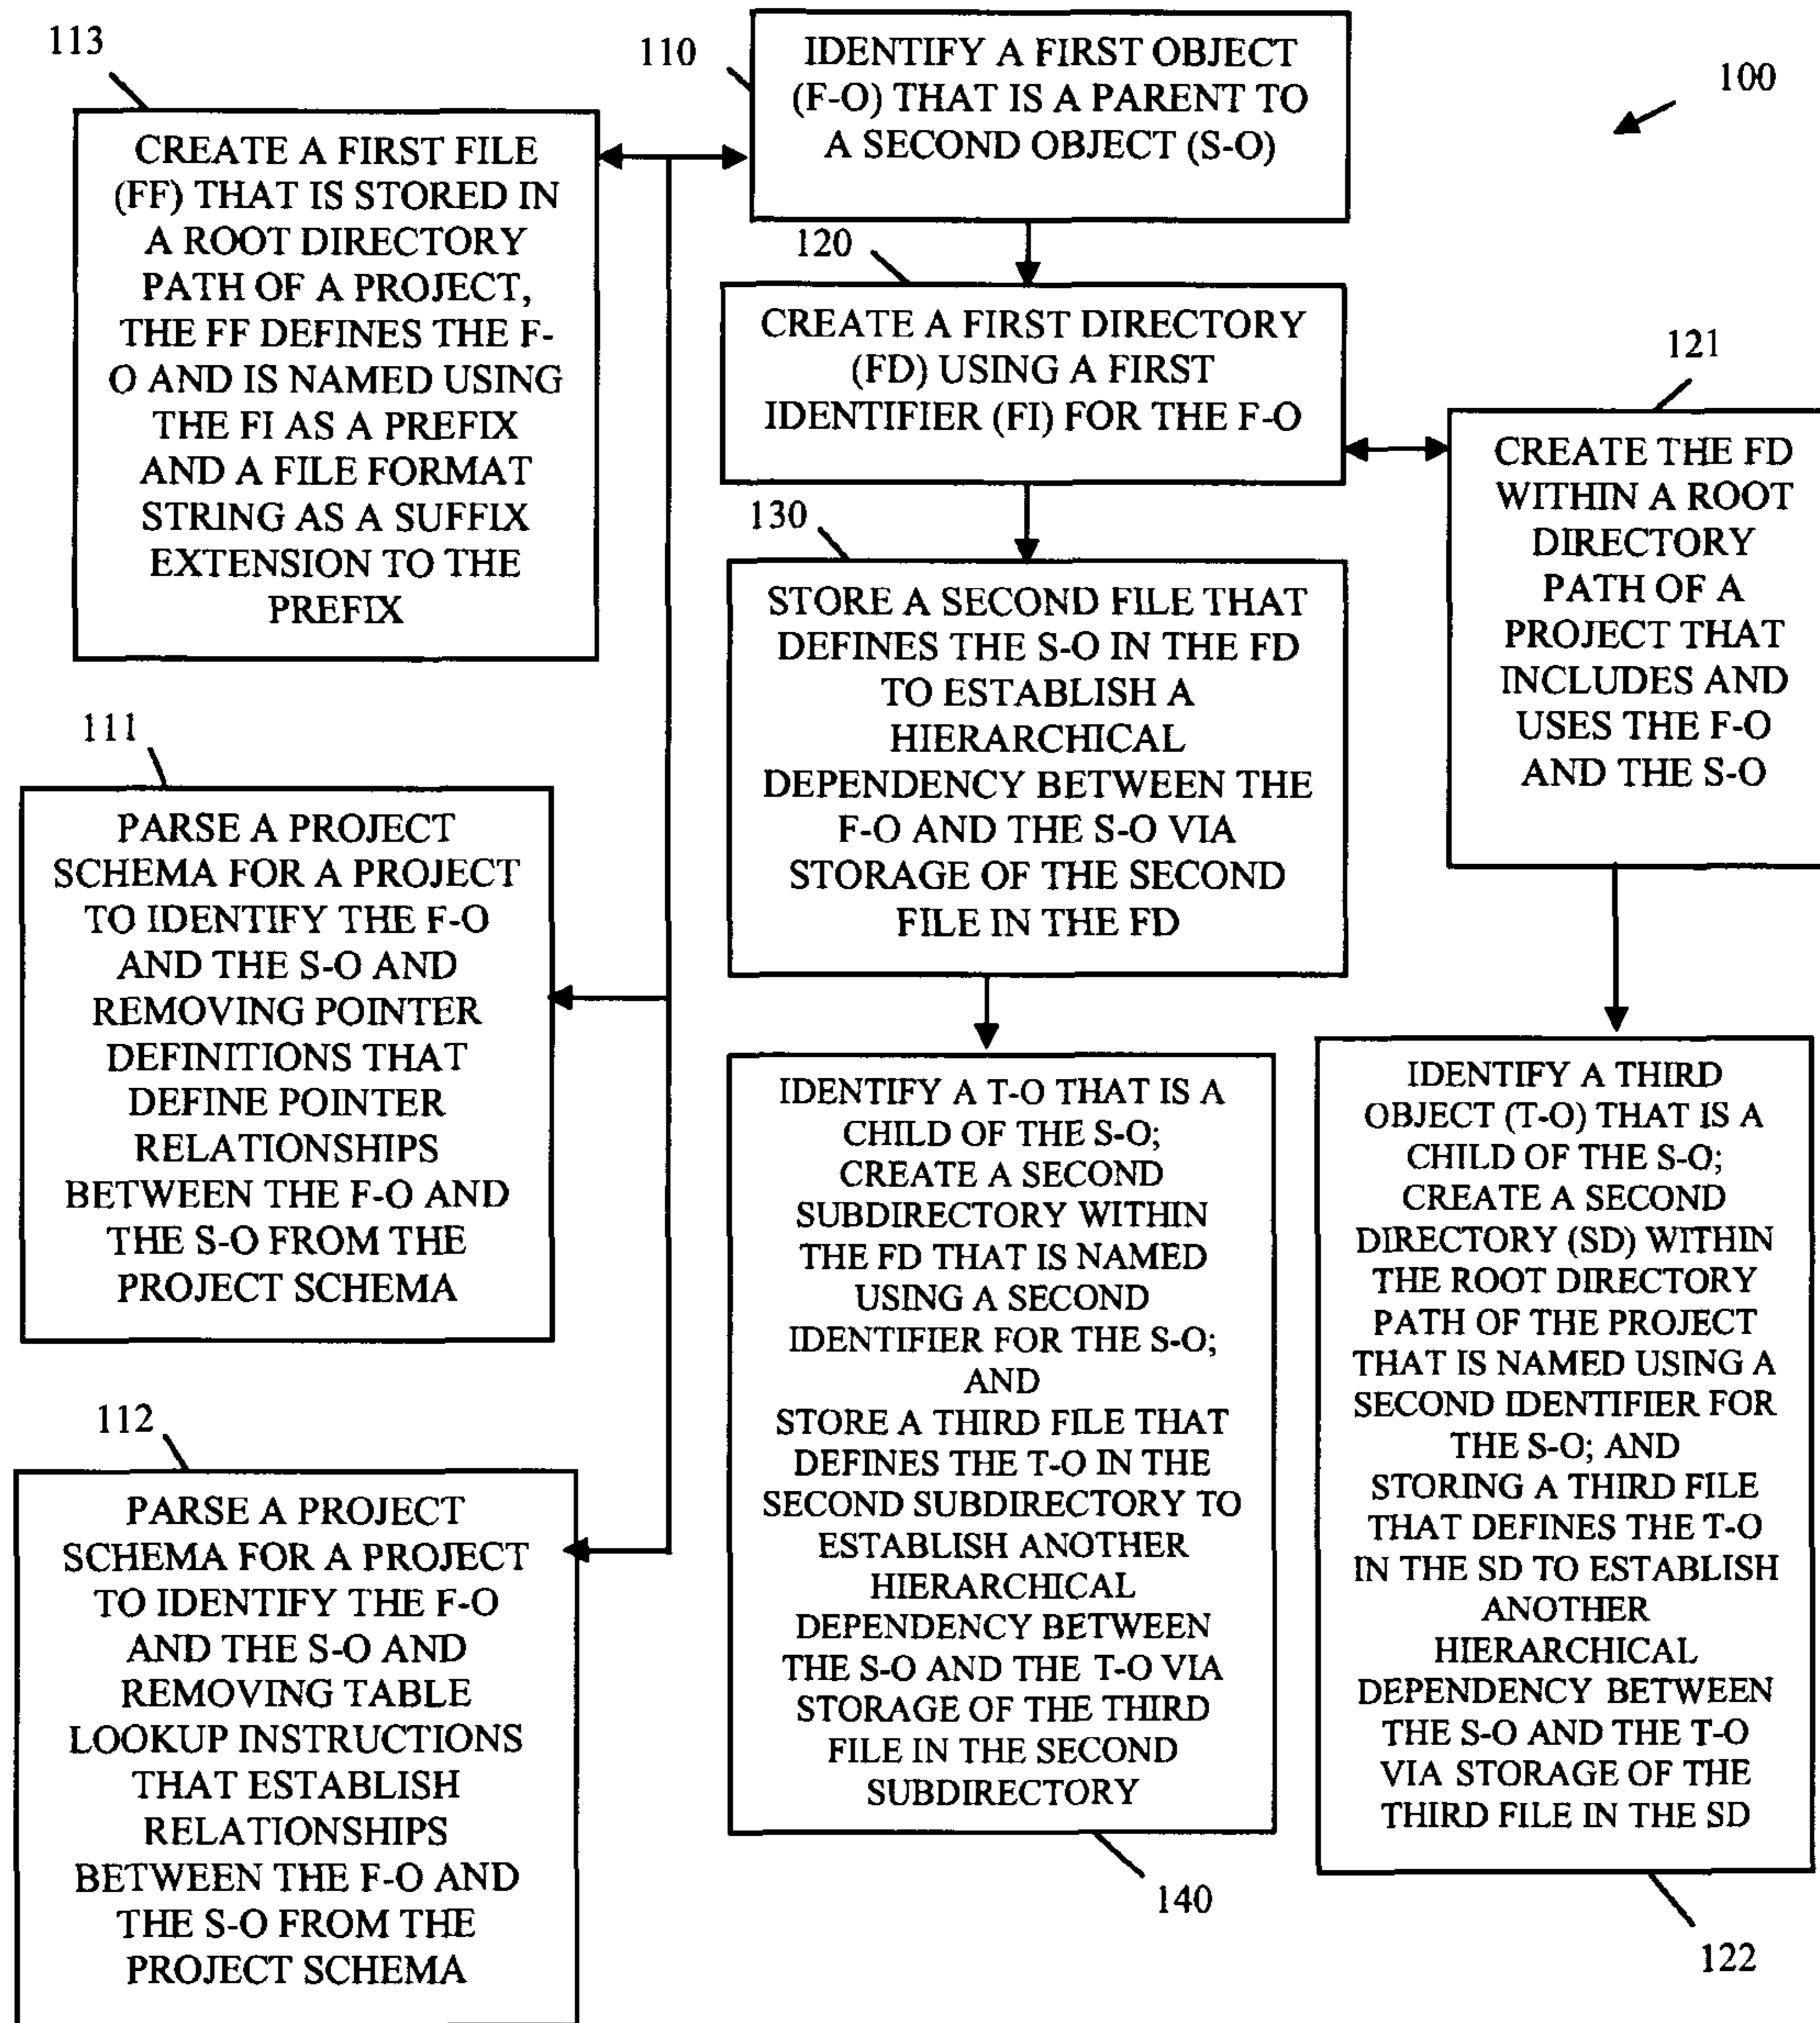 113
CREATE A FIRST FILE
(FF) THAT IS STORED IN
A ROOT DIRECTORY
PATH OF A PROJECT,
THE FF DEFINES THE F-
O AND IS NAMED USING
THE FI AS A PREFIX
AND A FILE FORMAT
STRING AS A SUFFIX
EXTENSION TO THE
PREFIX
110
IDENTIFY A FIRST OBJECT
(F-O) THAT IS A PARENT TO
A SECOND OBJECT (S-O)
100
120
CREATE A FIRST DIRECTORY
(FD) USING A FIRST
IDENTIFIER (FI) FOR THE F-O
121
CREATE THE FD
WITHIN A ROOT
DIRECTORY
PATH OF A
PROJECT THAT
INCLUDES AND
USES THE F-O
AND THE S-O
130
STORE A SECOND FILE THAT
DEFINES THE S-O IN THE FD
TO ESTABLISH A
HIERARCHICAL
DEPENDENCY BETWEEN THE
F-O AND THE S-O VIA
STORAGE OF THE SECOND
FILE IN THE FD
111
PARSE A PROJECT
SCHEMA FOR A PROJECT
TO IDENTIFY THE F-O
AND THE S-O AND
REMOVING POINTER
DEFINITIONS THAT
DEFINE POINTER
RELATIONSHIPS
BETWEEN THE F-O AND
THE S-O FROM THE
PROJECT SCHEMA
112
PARSE A PROJECT
SCHEMA FOR A PROJECT
TO IDENTIFY THE F-O
AND THE S-O AND
REMOVING TABLE
LOOKUP INSTRUCTIONS
THAT ESTABLISH
RELATIONSHIPS
BETWEEN THE F-O AND
THE S-O FROM THE
PROJECT SCHEMA
IDENTIFY A T-O THAT IS A
CHILD OF THE S-O;
CREATE A SECOND
SUBDIRECTORY WITHIN
THE FD THAT IS NAMED
USING A SECOND
IDENTIFIER FOR THE S-O;
AND
STORE A THIRD FILE THAT
DEFINES THE T-O IN THE
SECOND SUBDIRECTORY TO
ESTABLISH ANOTHER
HIERARCHICAL
DEPENDENCY BETWEEN
THE S-O AND THE T-O VIA
STORAGE OF THE THIRD
FILE IN THE SECOND
SUBDIRECTORY
140
IDENTIFY A THIRD
OBJECT (T-O) THAT IS A
CHILD OF THE S-O;
CREATE A SECOND
DIRECTORY (SD) WITHIN
THE ROOT DIRECTORY
PATH OF THE PROJECT
THAT IS NAMED USING A
SECOND IDENTIFIER FOR
THE S-O; AND
STORING A THIRD FILE
THAT DEFINES THE T-O
IN THE SD TO ESTABLISH
ANOTHER
HIERARCHICAL
DEPENDENCY BETWEEN
THE S-O AND THE T-O
VIA STORAGE OF THE
THIRD FILE IN THE SD
122